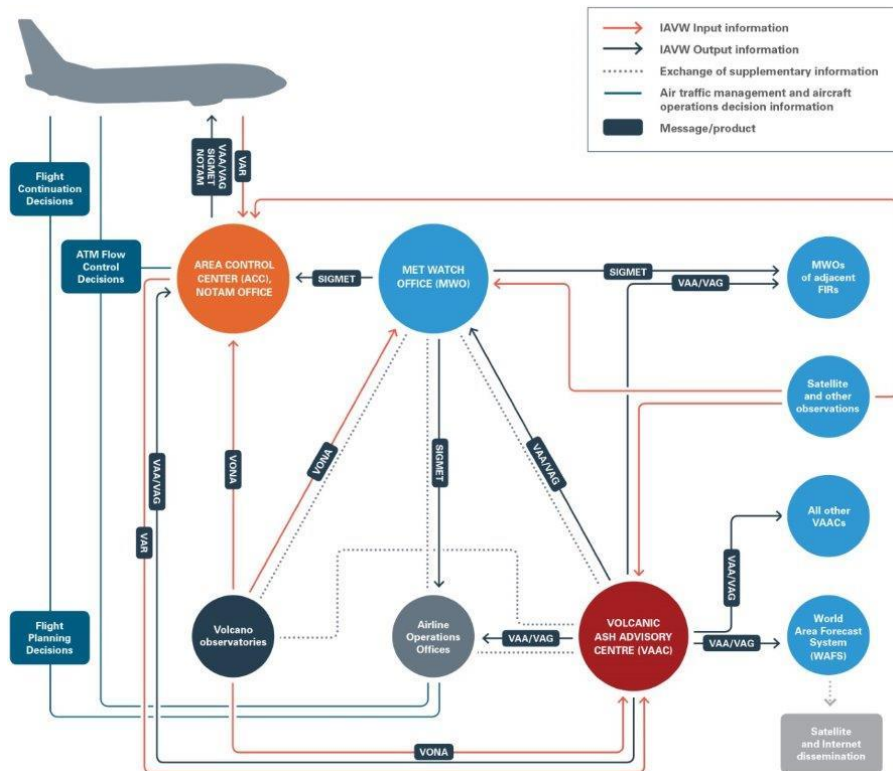 IAVW Input information
IAVW Output information
Exchange of supplementary information
Air traffic management and aircraft
operations decision information
Message/product
VAA/VAG
SIGMET
NOTAM
VAR
Flight
Continuation
Decisions
ATM Flow
Control
Decisions
AREA CONTROL
CENTER (ACC),
NOTAM OFFICE
SIGMET
MET WATCH
OFFICE (MWO)
SIGMET
VAA/VAG
MWOs
of adjacent
FIRs
Satellite
and other
observations
VONA
VONA
SIGMET
VAA/VAG
VAA/VAG
VAR
All other
VAACs
VAA/VAG
Flight
Planning
Decisions
Volcano
observatories
Airline
Operations
Offices
VAA/VAG
VOLCANIC
ASH ADVISORY
CENTRE (VAAC)
VAA/VAG
World
Area Forecast
System
(WAFS)
VONA
Satellite
and Internet
dissemination